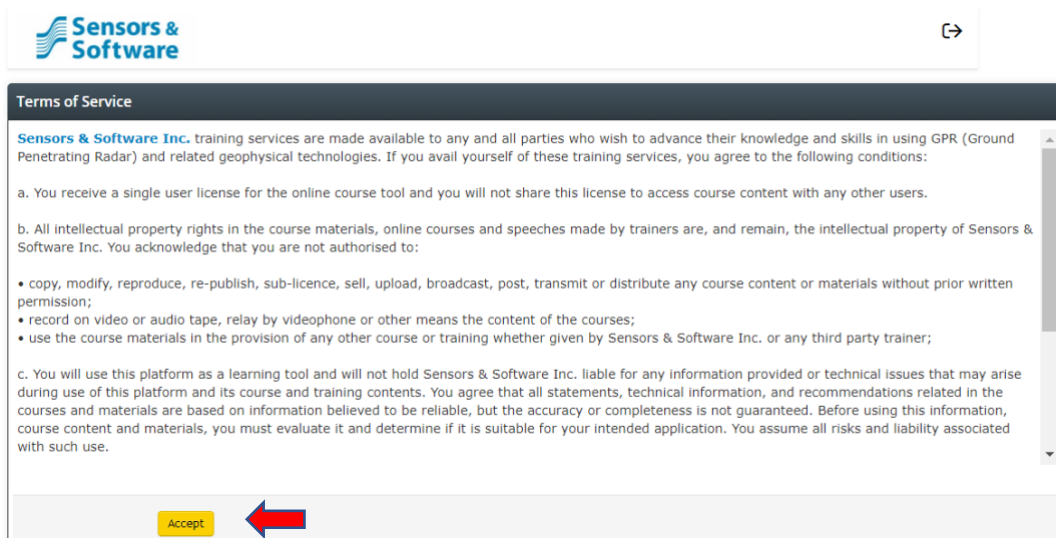 Sensors &
Software
Terms of Service
Sensors & Software Inc. training services are made available to any and all parties who wish to advance their knowledge and skills in using GPR (Ground
Penetrating Radar) and related geophysical technologies. If you avail yourself of these training services, you agree to the following conditions:
a. You receive a single user license for the online course tool and you will not share this license to access course content with any other users.
b. All intellectual property rights in the course materials, online courses and speeches made by trainers are, and remain, the intellectual property of Sensors &
Software Inc. You acknowledge that you are not authorised to:
• copy, modify, reproduce, re-publish, sub-licence, sell, upload, broadcast, post, transmit or distribute any course content or materials without prior written
permission;
• record on video or audio tape, relay by videophone or other means the content of the courses;
• use the course materials in the provision of any other course or training whether given by Sensors & Software Inc. or any third party trainer;
c. You will use this platform as a learning tool and will not hold Sensors & Software Inc. liable for any information provided or technical issues that may arise
during use of this platform and its course and training contents. You agree that all statements, technical information, and recommendations related in the
courses and materials are based on information believed to be reliable, but the accuracy or completeness is not guaranteed. Before using this information,
course content and materials, you must evaluate it and determine if it is suitable for your intended application. You assume all risks and liability associated
with such use.
Accept